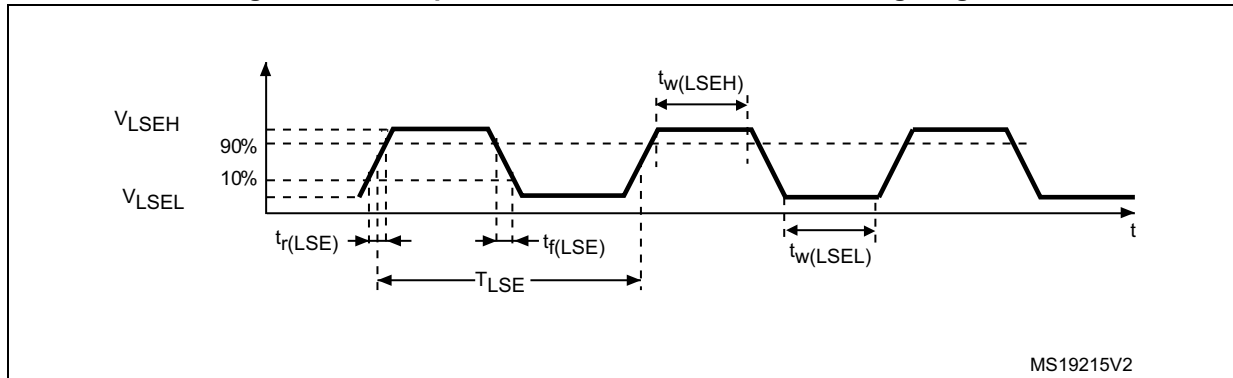 tw(LSEH)
VLSEH
90%
10%
VLSEL
tr(LSE)
tf(LSE)
TLSE
tw(LSEL)
t
MS19215V2